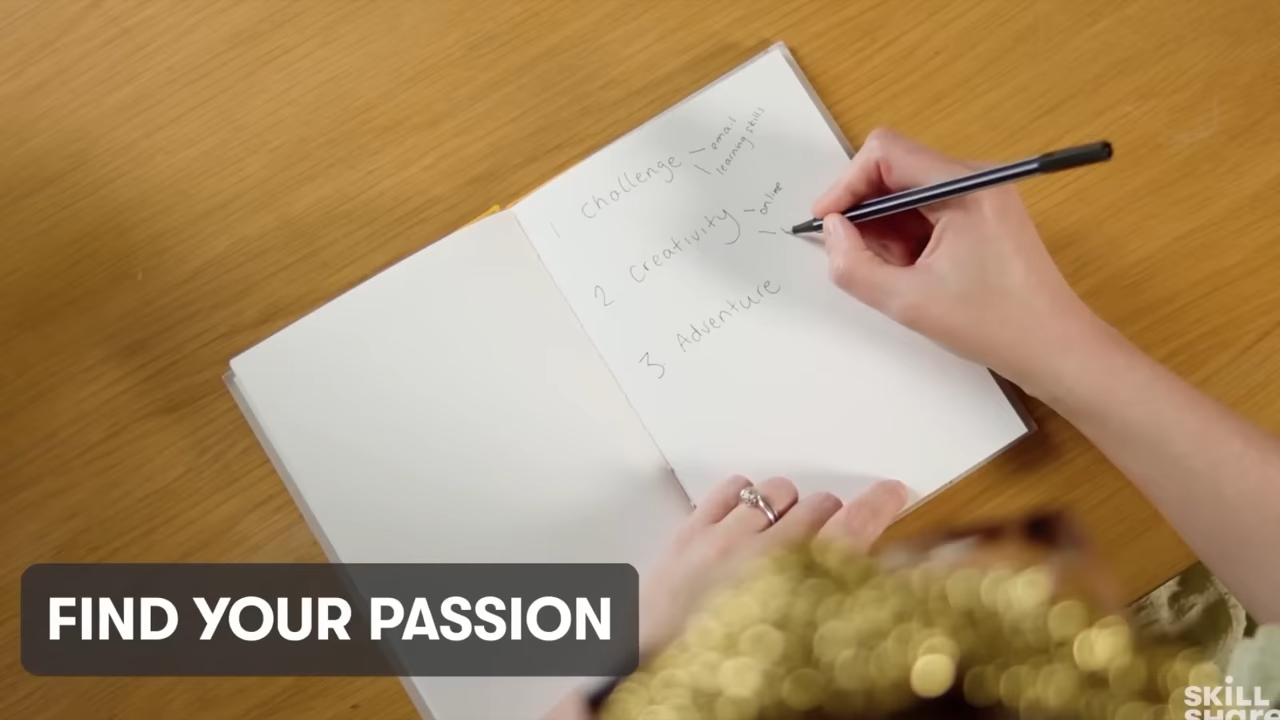 1 Challenge
email
learning skills
2 Creativity
online
3 Adventure
FIND YOUR PASSION
SKILL
share